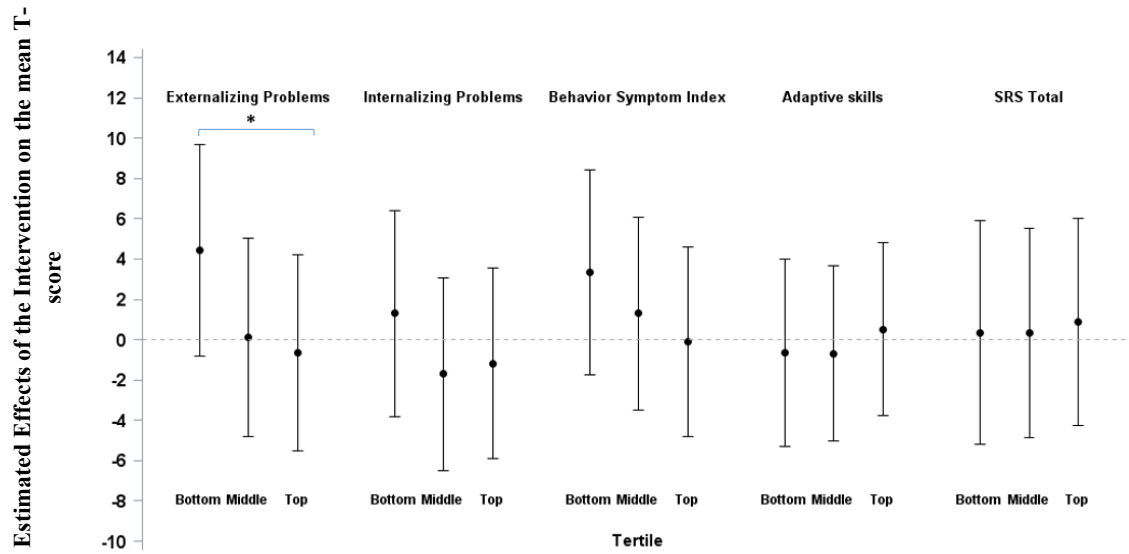 Estimated Effects of the Intervention on the mean T-
score
14
12
10
8
6
4
2
0
-2
-4
-6
-8
-10
Externalizing Problems
Internalizing Problems
Behavior Symptom Index
Adaptive skills
SRS Total
*
Bottom Middle Top
Bottom Middle Top
Bottom Middle Top
Bottom Middle Top
Bottom Middle Top
Tertile